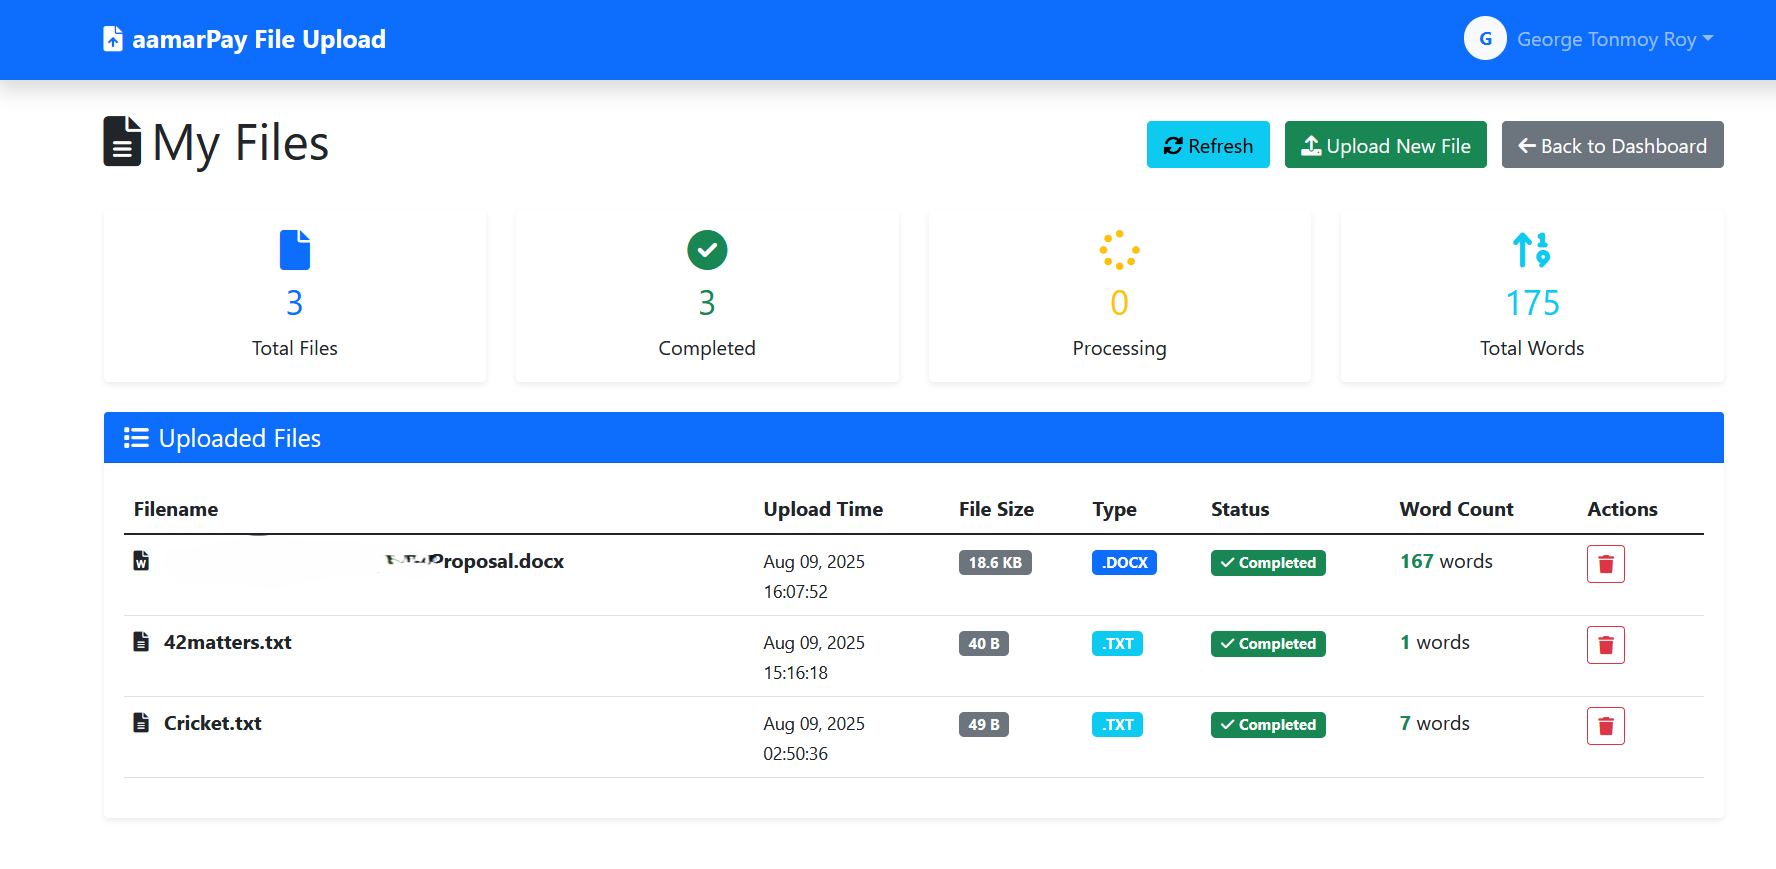 aamarPay File Upload
G George Tonmoy Roy
My Files
Refresh Upload New File Back to Dashboard
3
Total Files
3
Completed
0
Processing
175
Total Words
Uploaded Files
Filename Upload Time File Size Type Status Word Count Actions
Proposal.docx Aug 09, 2025 18.6 KB .DOCX Completed 167 words
16:07:52
42matters.txt Aug 09, 2025 40 B .TXT Completed 1 words
15:16:18
Cricket.txt Aug 09, 2025 49 B .TXT Completed 7 words
02:50:36